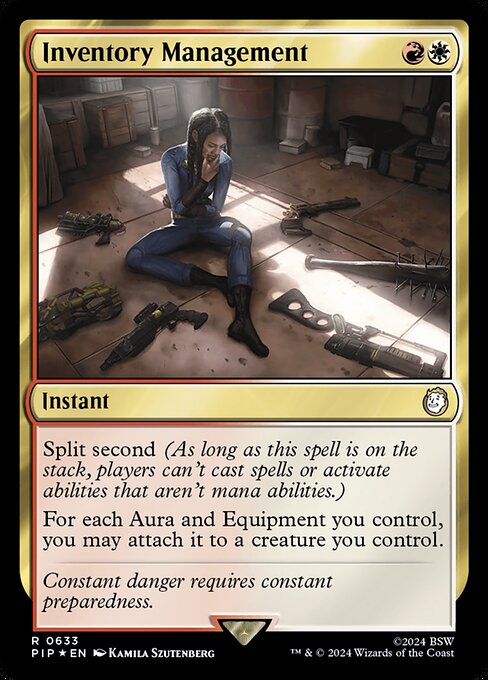 Inventory Management
Instant
Split second (As long as this spell is on the
stack, players can't cast spells or activate
abilities that aren't mana abilities.)
For each Aura and Equipment you control,
you may attach it to a creature you control.
Constant danger requires constant
preparedness.
R 0633
©2024 BSW
PIP ★ EN Kamila Szutenberg
™ & © 2024 Wizards of the Coast